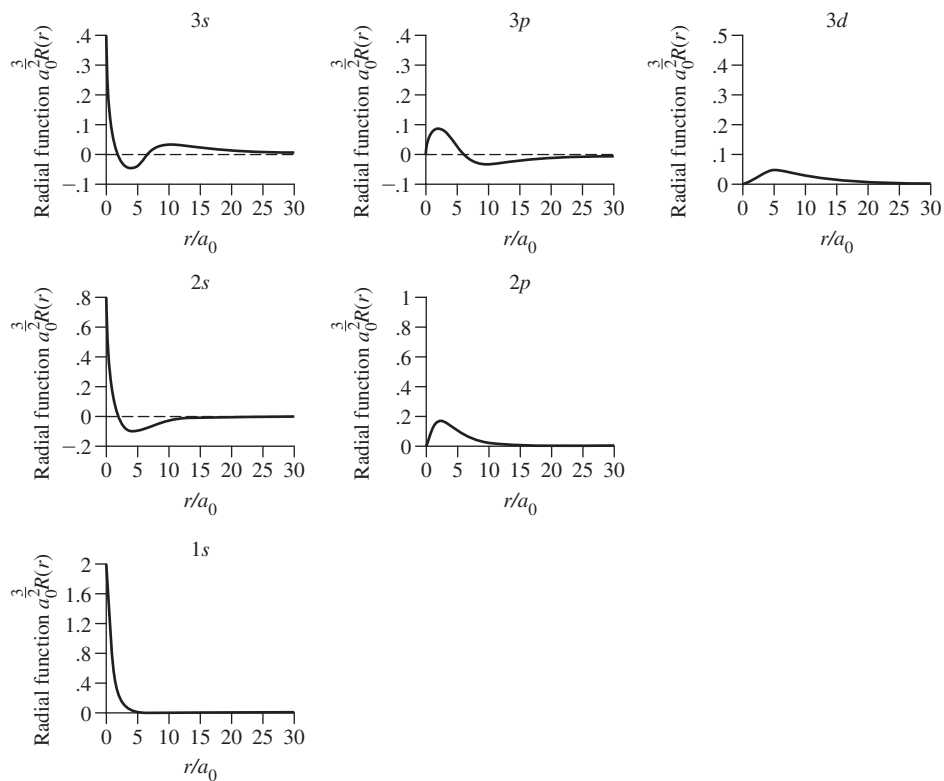 3s
Radial function a₀^{3/2}R(r)
.4
.3
.2
.1
0
−.1
0 5 10 15 20 25 30
r/a₀
3p
Radial function a₀^{3/2}R(r)
.4
.3
.2
.1
0
−.1
0 5 10 15 20 25 30
r/a₀
3d
Radial function a₀^{3/2}R(r)
.5
.4
.3
.2
.1
0
0 5 10 15 20 25 30
r/a₀
2s
Radial function a₀^{3/2}R(r)
.8
.6
.4
.2
0
−.2
0 5 10 15 20 25 30
r/a₀
2p
Radial function a₀^{3/2}R(r)
1
.8
.6
.4
.2
0
0 5 10 15 20 25 30
r/a₀
1s
Radial function a₀^{3/2}R(r)
2
1.6
1.2
.8
.4
0
0 5 10 15 20 25 30
r/a₀